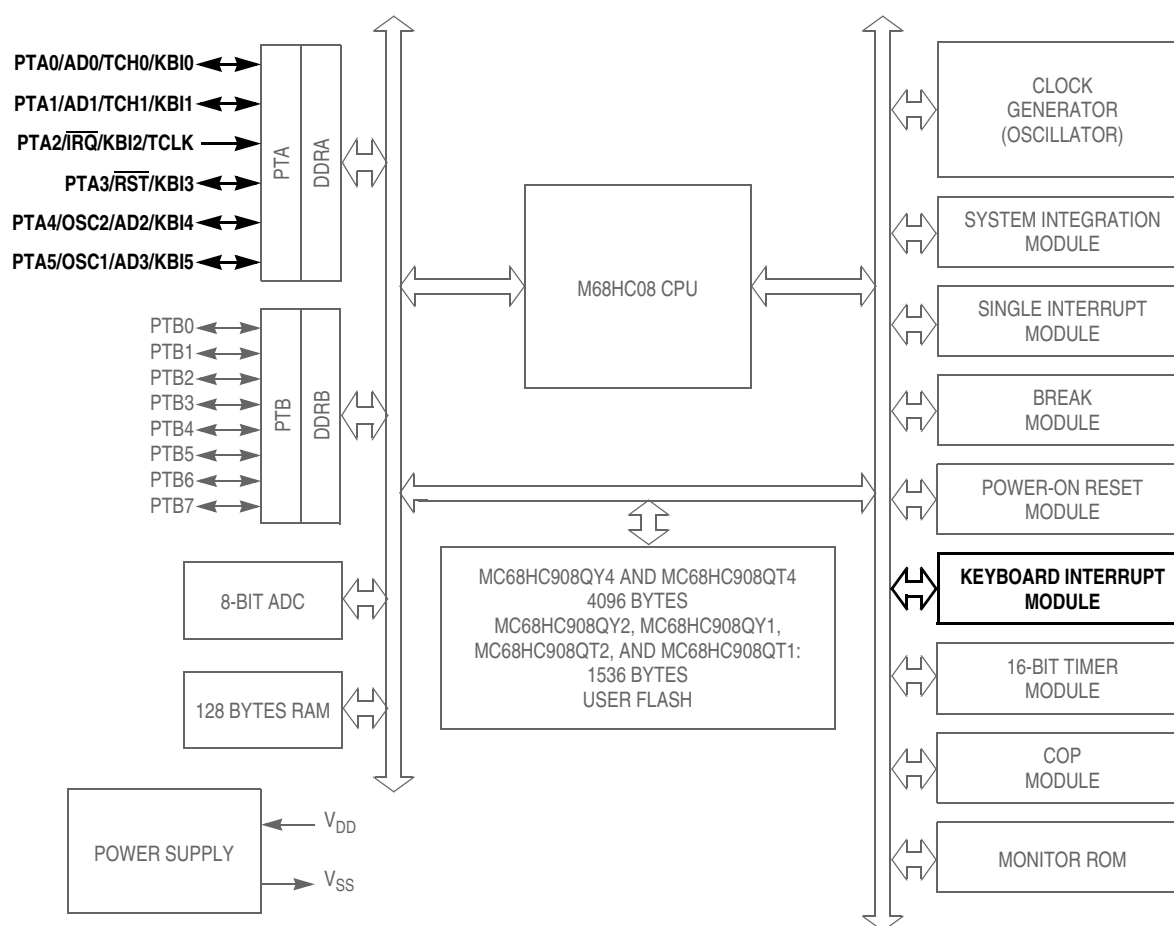 PTA0/AD0/TCH0/KBI0
PTA1/AD1/TCH1/KBI1
PTA2/IRQ/KBI2/TCLK
PTA3/RST/KBI3
PTA4/OSC2/AD2/KBI4
PTA5/OSC1/AD3/KBI5
PTA
DDRA
PTB0
PTB1
PTB2
PTB3
PTB4
PTB5
PTB6
PTB7
PTB
DDRB
8-BIT ADC
128 BYTES RAM
POWER SUPPLY
VDD
VSS
M68HC08 CPU
MC68HC908QY4 AND MC68HC908QT4
4096 BYTES
MC68HC908QY2, MC68HC908QY1,
MC68HC908QT2, AND MC68HC908QT1:
1536 BYTES
USER FLASH
CLOCK
GENERATOR
(OSCILLATOR)
SYSTEM INTEGRATION
MODULE
SINGLE INTERRUPT
MODULE
BREAK
MODULE
POWER-ON RESET
MODULE
KEYBOARD INTERRUPT
MODULE
16-BIT TIMER
MODULE
COP
MODULE
MONITOR ROM